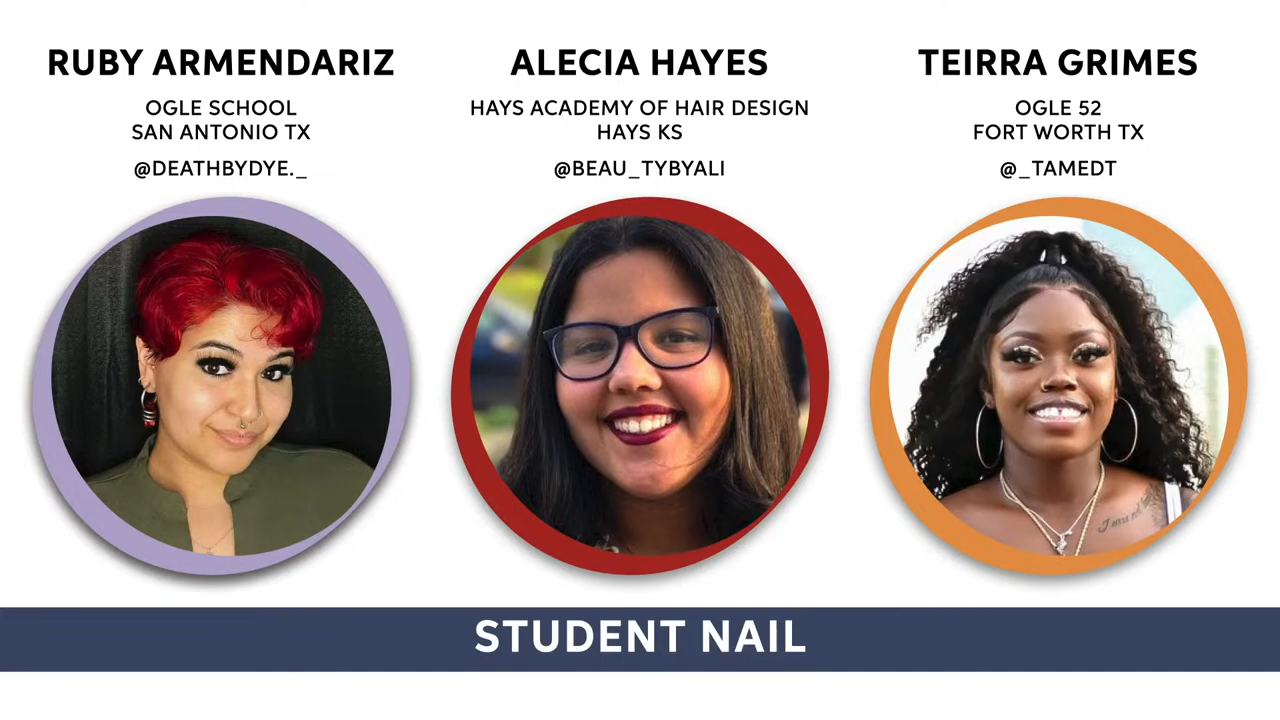 RUBY ARMENDARIZ
OGLE SCHOOL
SAN ANTONIO TX
@DEATHBYDYE._
ALECIA HAYES
HAYS ACADEMY OF HAIR DESIGN
HAYS KS
@BEAU_TYBYALI
TEIRRA GRIMES
OGLE 52
FORT WORTH TX
@_TAMEDT
STUDENT NAIL